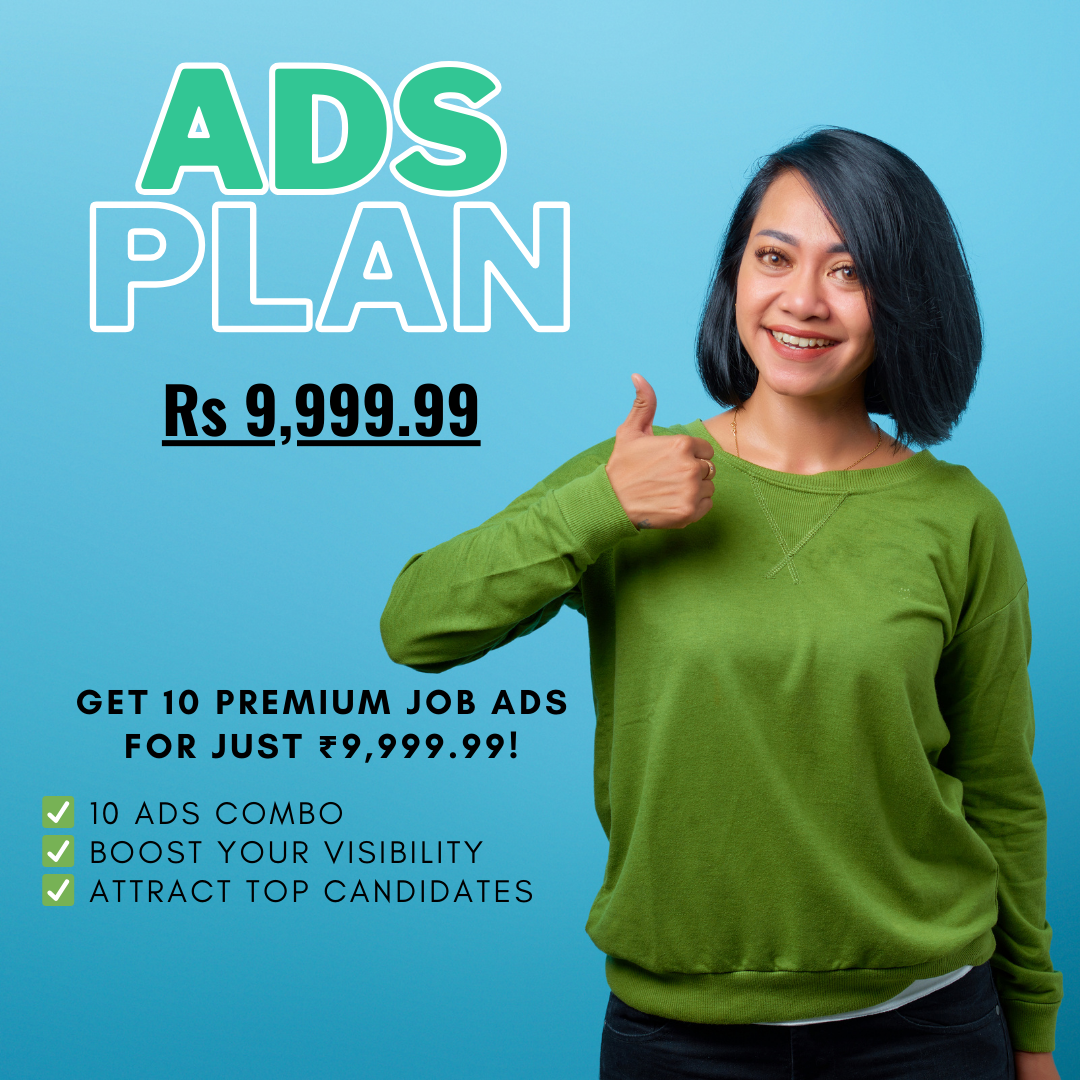 ADS
PLAN
Rs 9,999.99
GET 10 PREMIUM JOB ADS
FOR JUST ₹9,999.99!
✅ 10 ADS COMBO
✅ BOOST YOUR VISIBILITY
✅ ATTRACT TOP CANDIDATES